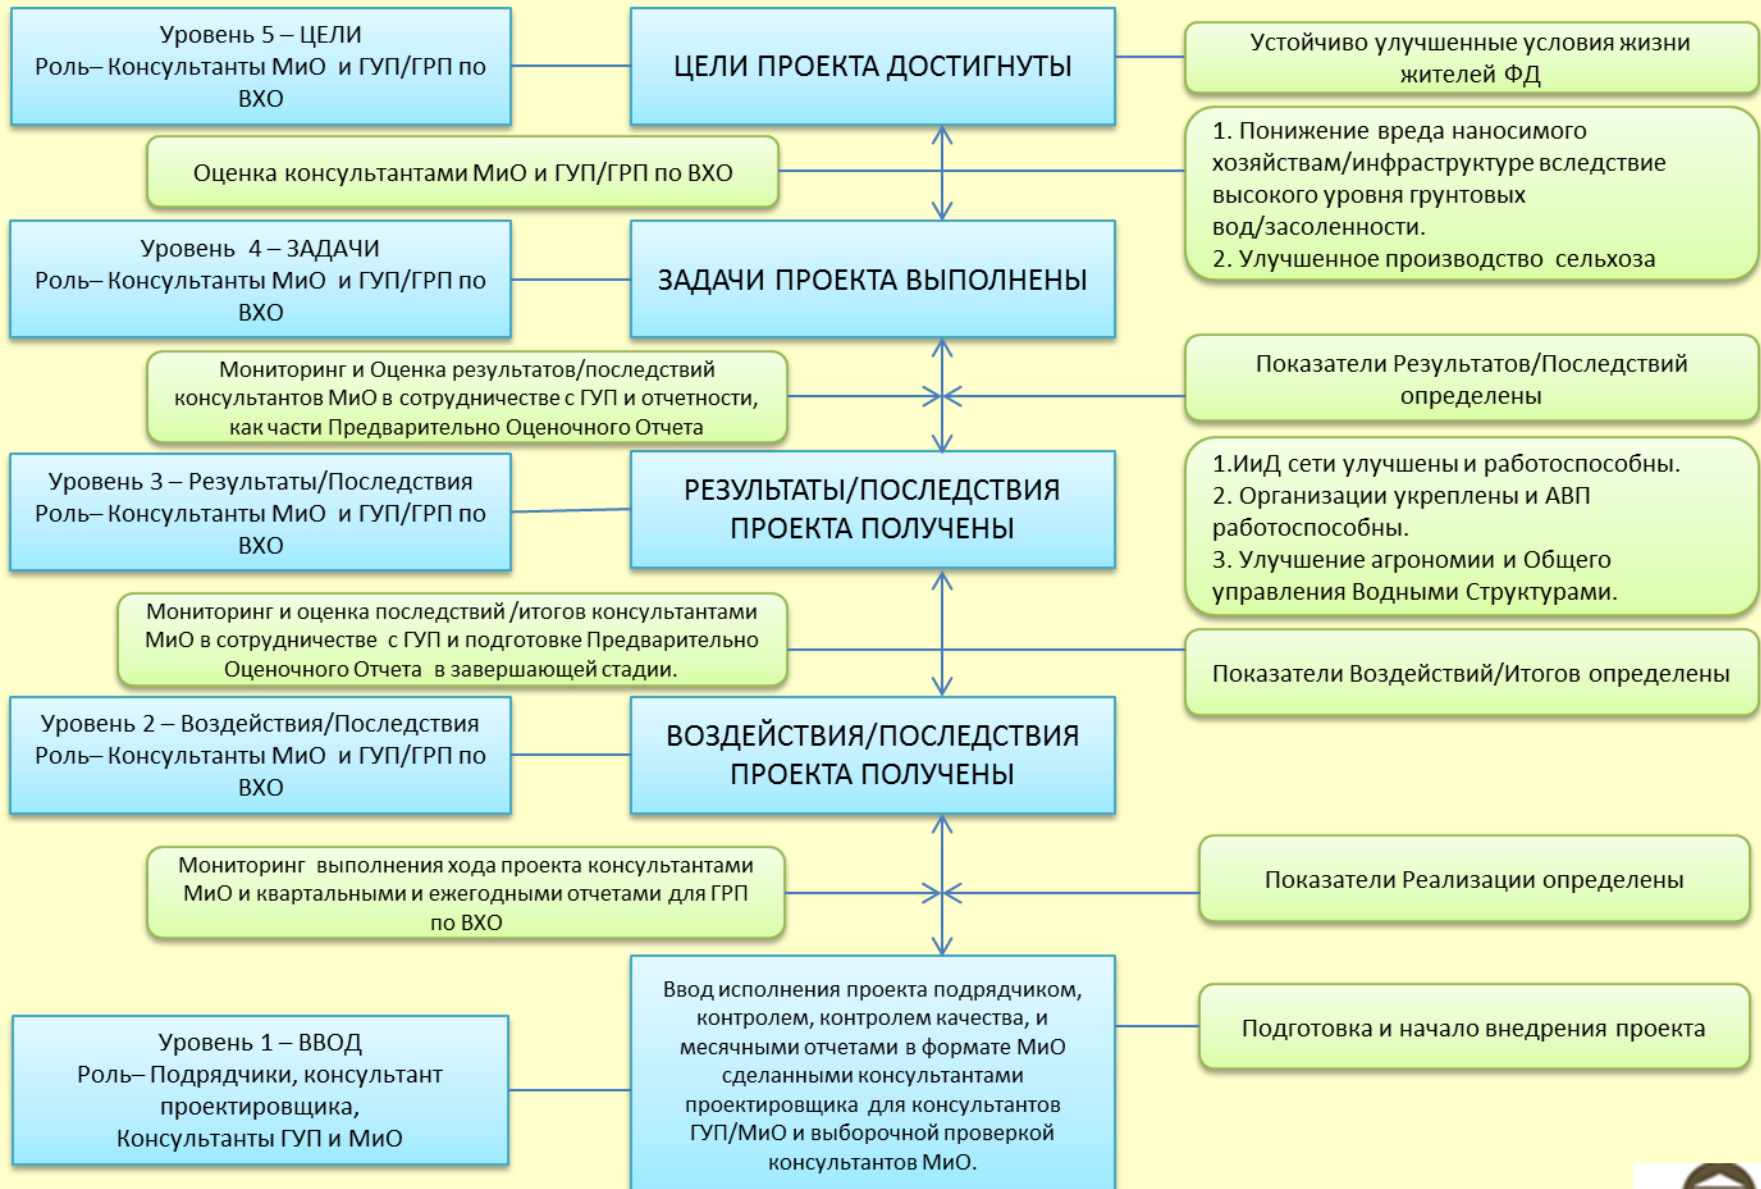 Уровень 5 – ЦЕЛИ
Роль– Консультанты МиО и ГУП/ГРП по
ВХО
ЦЕЛИ ПРОЕКТА ДОСТИГНУТЫ
Устойчиво улучшенные условия жизни
жителей ФД
Оценка консультантами МиО и ГУП/ГРП по ВХО
1. Понижение вреда наносимого
хозяйствам/инфраструктуре вследствие
высокого уровня грунтовых
вод/засоленности.
2. Улучшенное производство сельхоза
Уровень 4 – ЗАДАЧИ
Роль– Консультанты МиО и ГУП/ГРП по
ВХО
ЗАДАЧИ ПРОЕКТА ВЫПОЛНЕНЫ
Мониторинг и Оценка результатов/последствий
консультантов МиО в сотрудничестве с ГУП и отчетности,
как части Предварительно Оценочного Отчета
Показатели Результатов/Последствий
определены
Уровень 3 – Результаты/Последствия
Роль– Консультанты МиО и ГУП/ГРП по
ВХО
РЕЗУЛЬТАТЫ/ПОСЛЕДСТВИЯ
ПРОЕКТА ПОЛУЧЕНЫ
1.ИиД сети улучшены и работоспособны.
2. Организации укреплены и АВП
работоспособны.
3. Улучшение агрономии и Общего
управления Водными Структурами.
Мониторинг и оценка последствий /итогов консультантами
МиО в сотрудничестве с ГУП и подготовке Предварительно
Оценочного Отчета в завершающей стадии.
Показатели Воздействий/Итогов определены
Уровень 2 – Воздействия/Последствия
Роль– Консультанты МиО и ГУП/ГРП по
ВХО
ВОЗДЕЙСТВИЯ/ПОСЛЕДСТВИЯ
ПРОЕКТА ПОЛУЧЕНЫ
Мониторинг выполнения хода проекта консультантами
МиО и квартальными и ежегодными отчетами для ГРП
по ВХО
Показатели Реализации определены
Уровень 1 – ВВОД
Роль– Подрядчики, консультант
проектировщика,
Консультанты ГУП и МиО
Ввод исполнения проекта подрядчиком,
контролем, контролем качества, и
месячными отчетами в формате МиО
сделанными консультантами
проектировщика для консультантов
ГУП/МиО и выборочной проверкой
консультантов МиО.
Подготовка и начало внедрения проекта